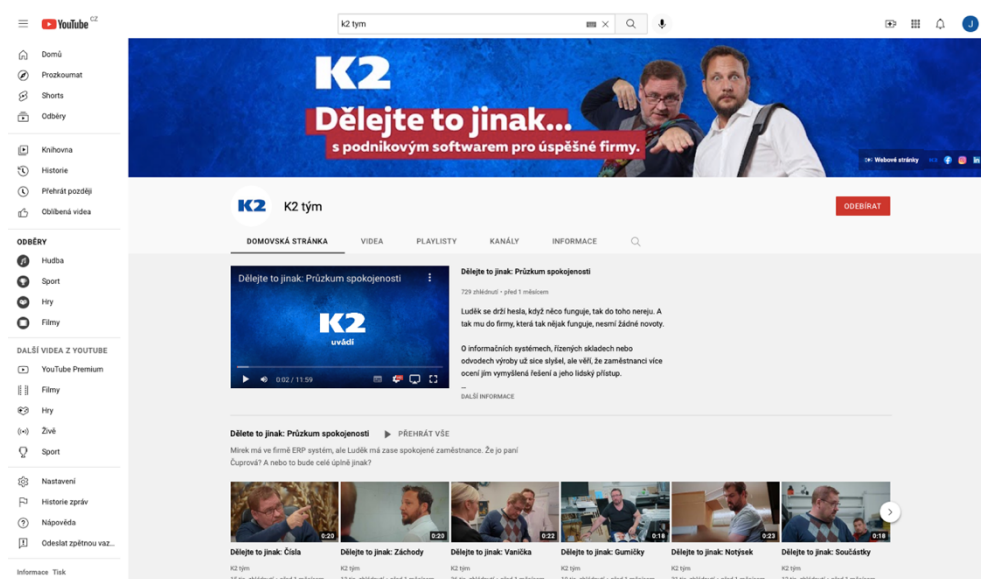 YouTube CZ
k2 tym
J
Domů
Prozkoumat
Shorts
Odběry
Knihovna
Historie
Přehrát později
Oblíbená videa
ODBĚRY
Hudba
Sport
Hry
Filmy
DALŠÍ VIDEA Z YOUTUBE
YouTube Premium
Filmy
Hry
Živě
Sport
Nastavení
Historie zpráv
Nápověda
Odeslat zpětnou vaz...
Informace Tisk
K2
Dělejte to jinak...
s podnikovým softwarem pro úspěšné firmy.
Webové stránky
K2
K2 tým
ODEBÍRAT
DOMOVSKÁ STRÁNKA VIDEA PLAYLISTY KANÁLY INFORMACE
Dělejte to jinak: Průzkum spokojenosti
K2
uvádí
0:02 / 11:59
Dělejte to jinak: Průzkum spokojenosti
729 zhlédnutí • před 1 měsícem
Luděk se drží hesla, když něco funguje, tak do toho nereju. A
tak mu do firmy, která tak nějak funguje, nesmí žádné novoty.
O informačních systémech, řízených skladech nebo
odvodech výroby už sice slyšel, ale věří, že zaměstnanci více
ocení jím vymyšlená řešení a jeho lidský přístup.
...
DALŠÍ INFORMACE
Dělete to jinak: Průzkum spokojenosti PŘEHRÁT VŠE
Mirek má ve firmě ERP systém, ale Luděk má zase spokojené zaměstnance. Že jo paní
Čuprová? A nebo to bude celé úplně jinak?
0:20 0:20 0:22 0:18 0:23 0:18
Dělejte to jinak: Čísla Dělejte to jinak: Záchody Dělejte to jinak: Vanička Dělejte to jinak: Gumičky Dělejte to jinak: Notýsek Dělejte to jinak: Součástky
K2 tým K2 tým K2 tým K2 tým K2 tým K2 tým